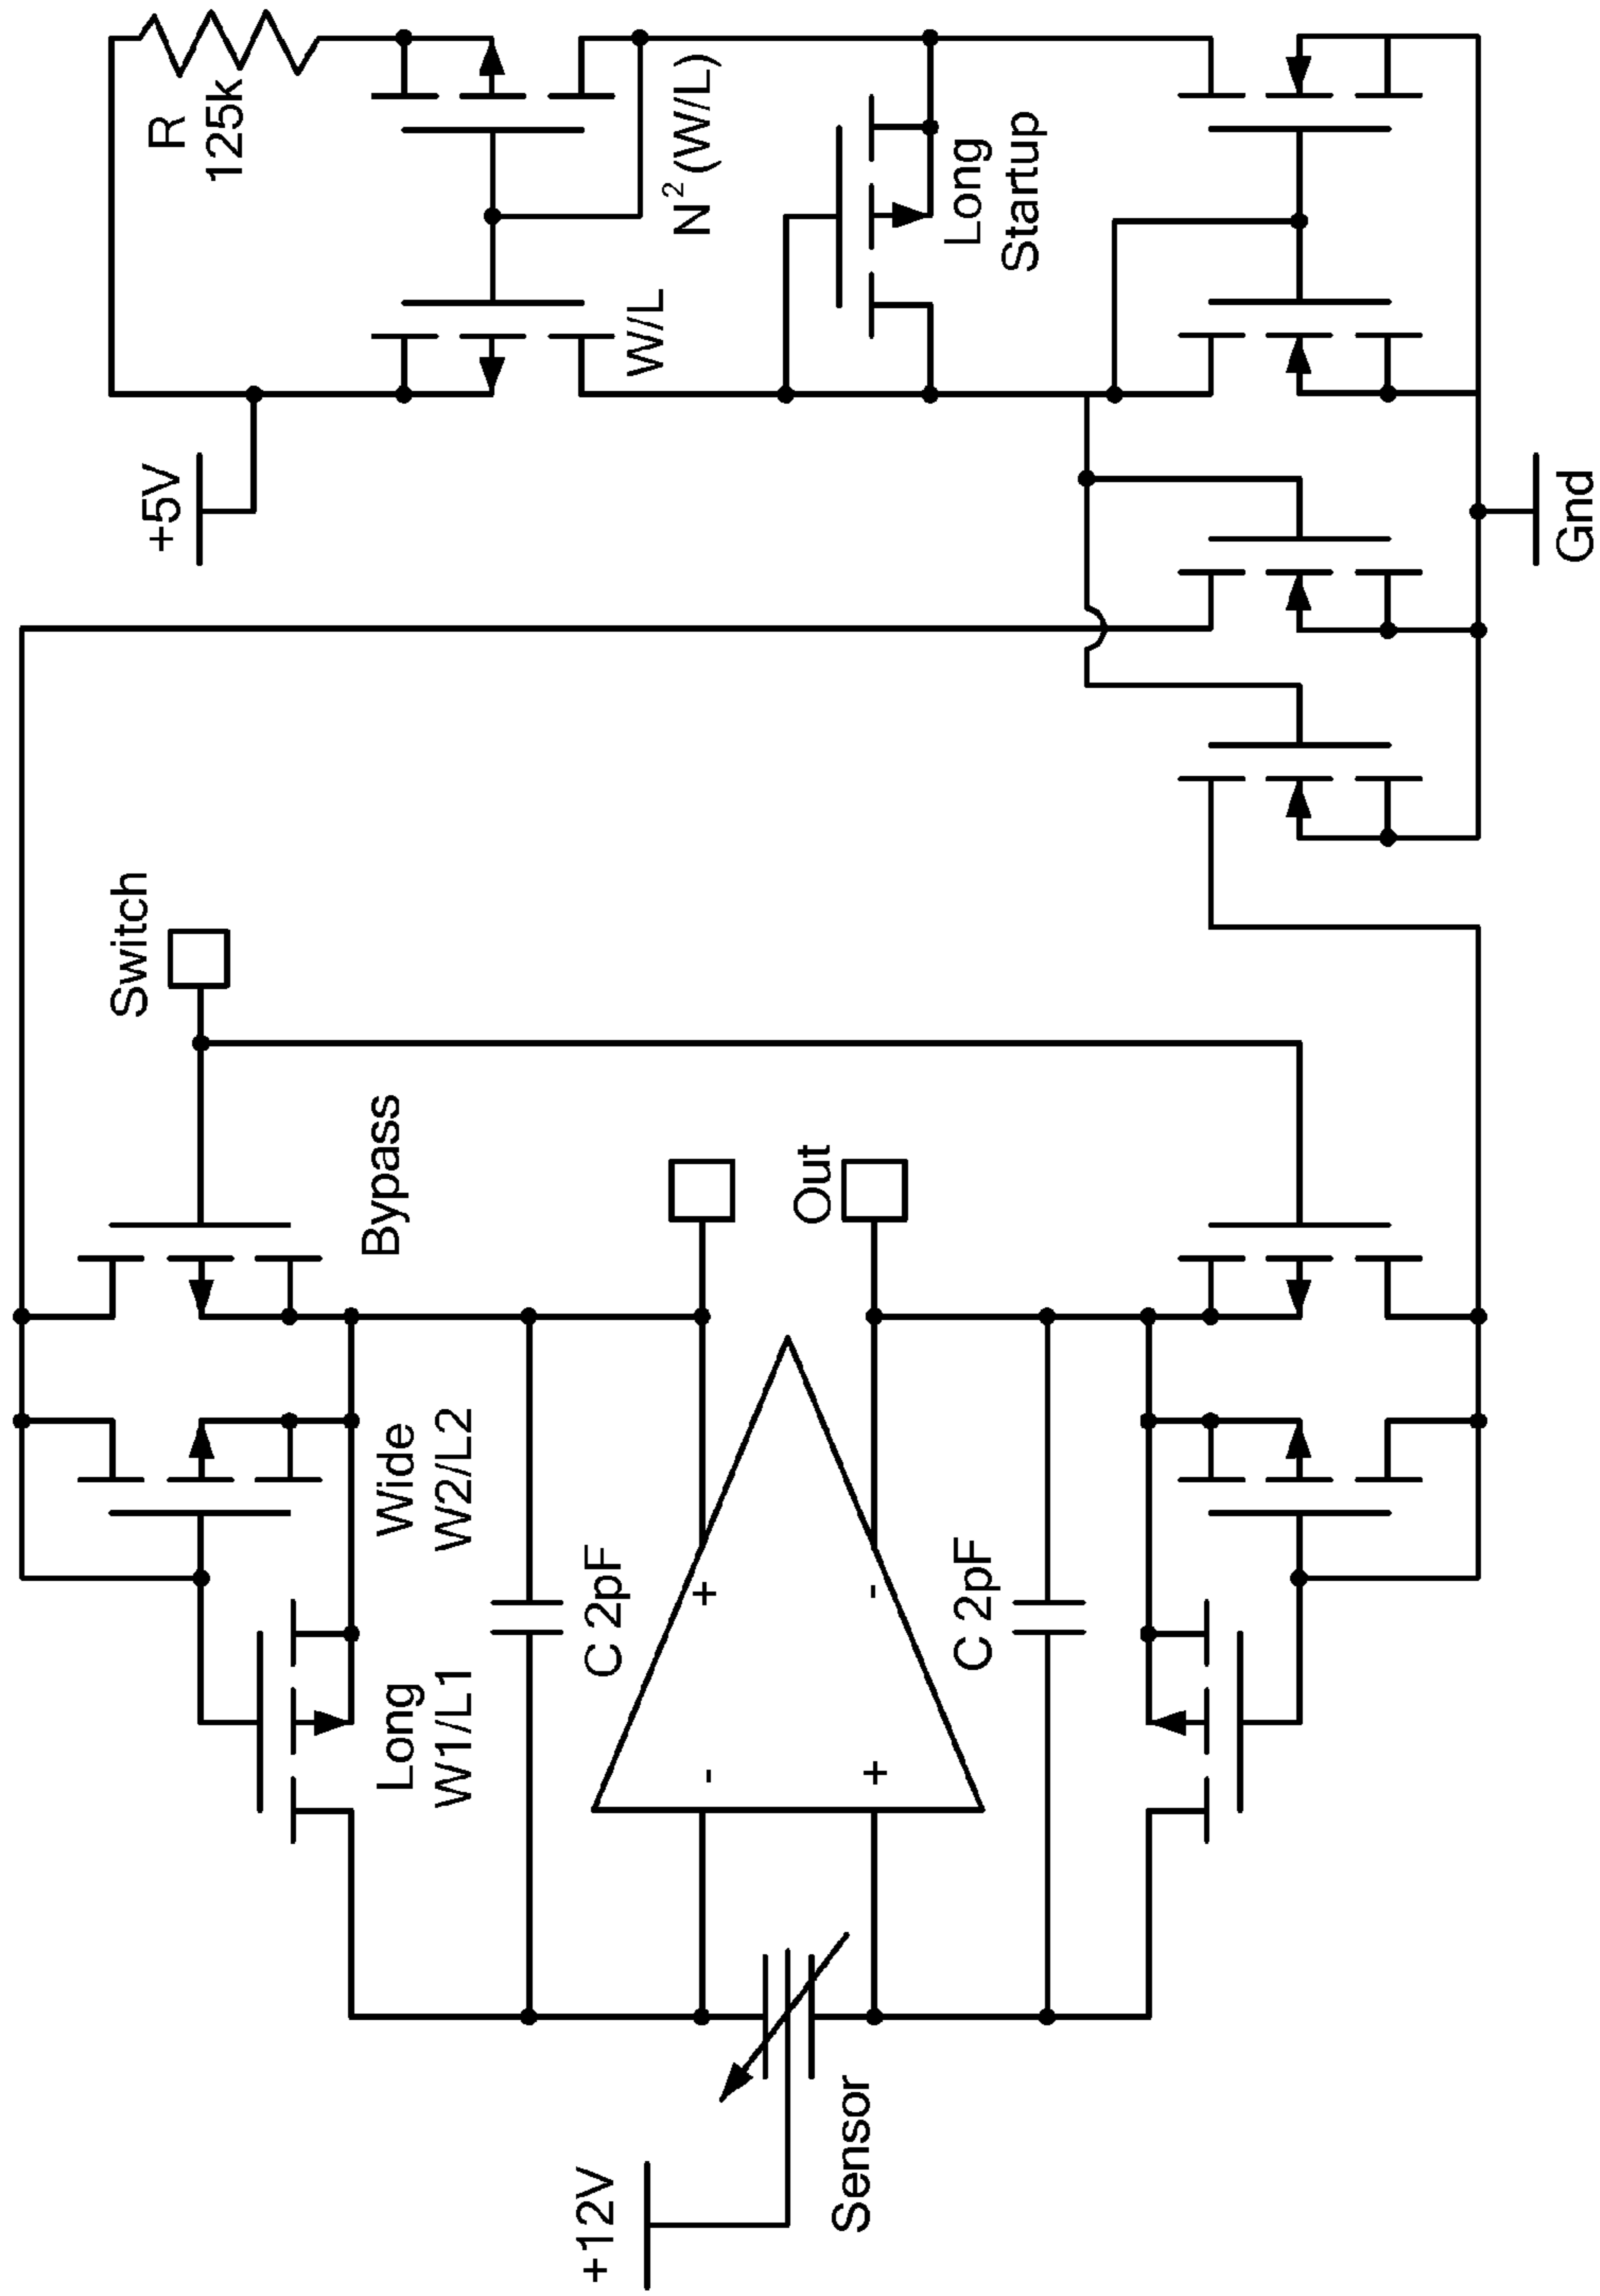 +5V
R
125k
N² (W/L)
W/L
Long
Startup
Gnd
Switch
Bypass
Out
Wide
W2/L2
Long
W1/L1
C 2pF
C 2pF
+
-
-
+
+12V
Sensor